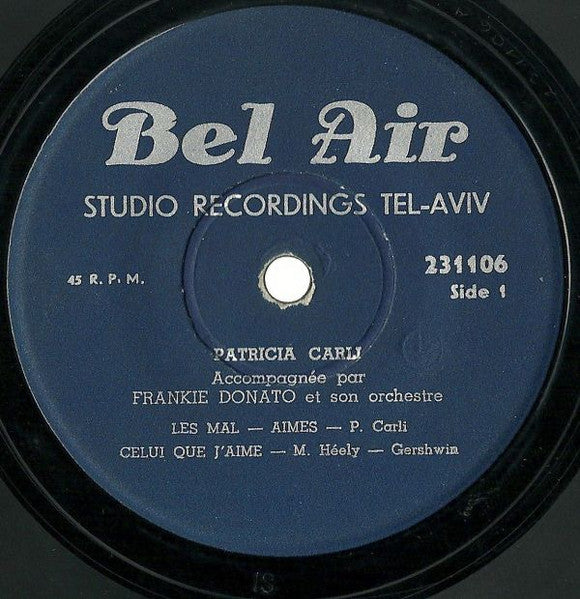 Bel Air
STUDIO RECORDINGS TEL-AVIV
45 R. P. M.
231106
Side 1
PATRICIA CARLI
Accompagnée par
FRANKIE DONATO et son orchestre
LES MAL — AIMES — P. Carli
CELUI QUE J'AIME — M. Héely — Gershwin